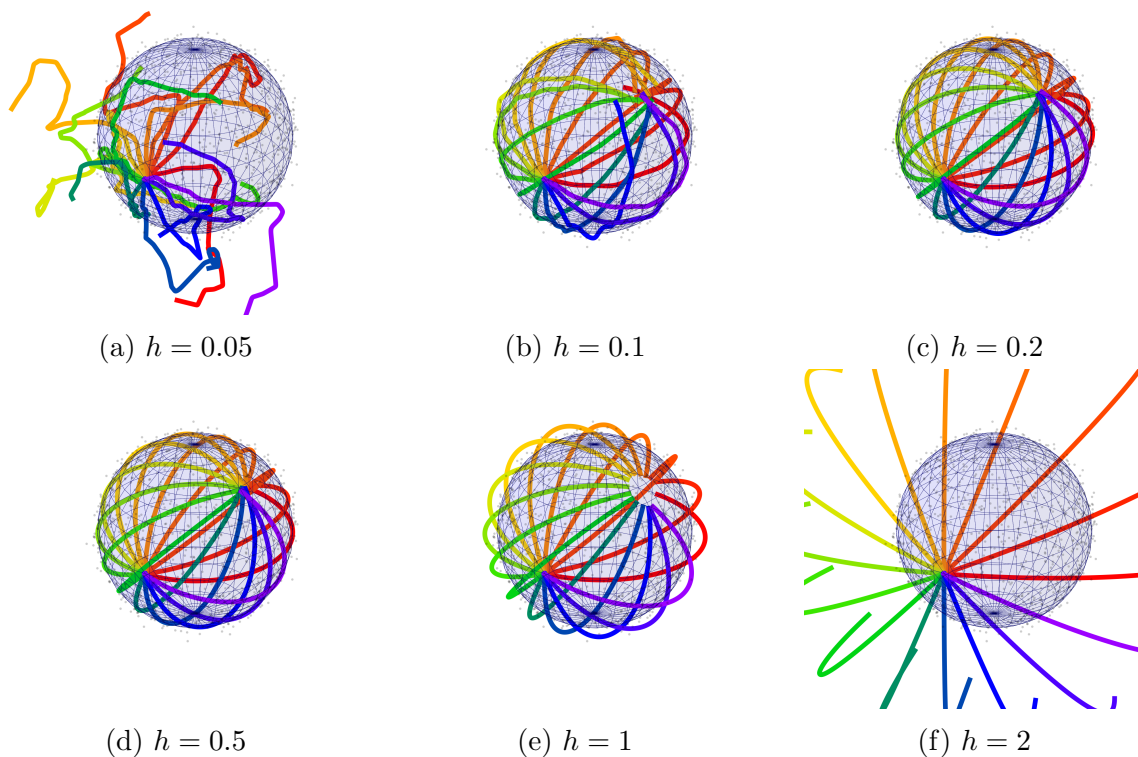 (a) h = 0.05
(b) h = 0.1
(c) h = 0.2
(d) h = 0.5
(e) h = 1
(f) h = 2